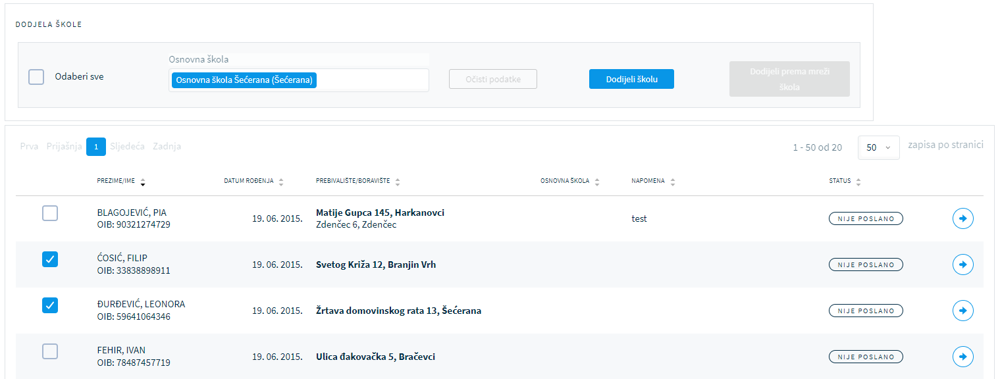 DODJELA ŠKOLE
Osnovna škola
Odaberi sve
Osnovna škola Šećerana (Šećerana)
Očisti podatke
Dodijeli školu
Dodijeli prema mreži
škola
Prva Prijašnja 1 Sljedeća Zadnja
1 - 50 od 20
50
zapisa po stranici
PREZIME/IME DATUM ROĐENJA PREBIVALIŠTE/BORAVIŠTE OSNOVNA ŠKOLA NAPOMENA STATUS
BLAGOJEVIĆ, PIA
OIB: 90321274729
19. 06. 2015.
Matije Gupca 145, Harkanovci
Zdenčec 6, Zdenčec
test
NIJE POSLANO
ĆOSIĆ, FILIP
OIB: 33838898911
19. 06. 2015.
Svetog Križa 12, Branjin Vrh
NIJE POSLANO
ĐURĐEVIĆ, LEONORA
OIB: 59641064346
19. 06. 2015.
Žrtava domovinskog rata 13, Šećerana
NIJE POSLANO
FEHIR, IVAN
OIB: 78487457719
19. 06. 2015.
Ulica đakovačka 5, Bračevci
NIJE POSLANO